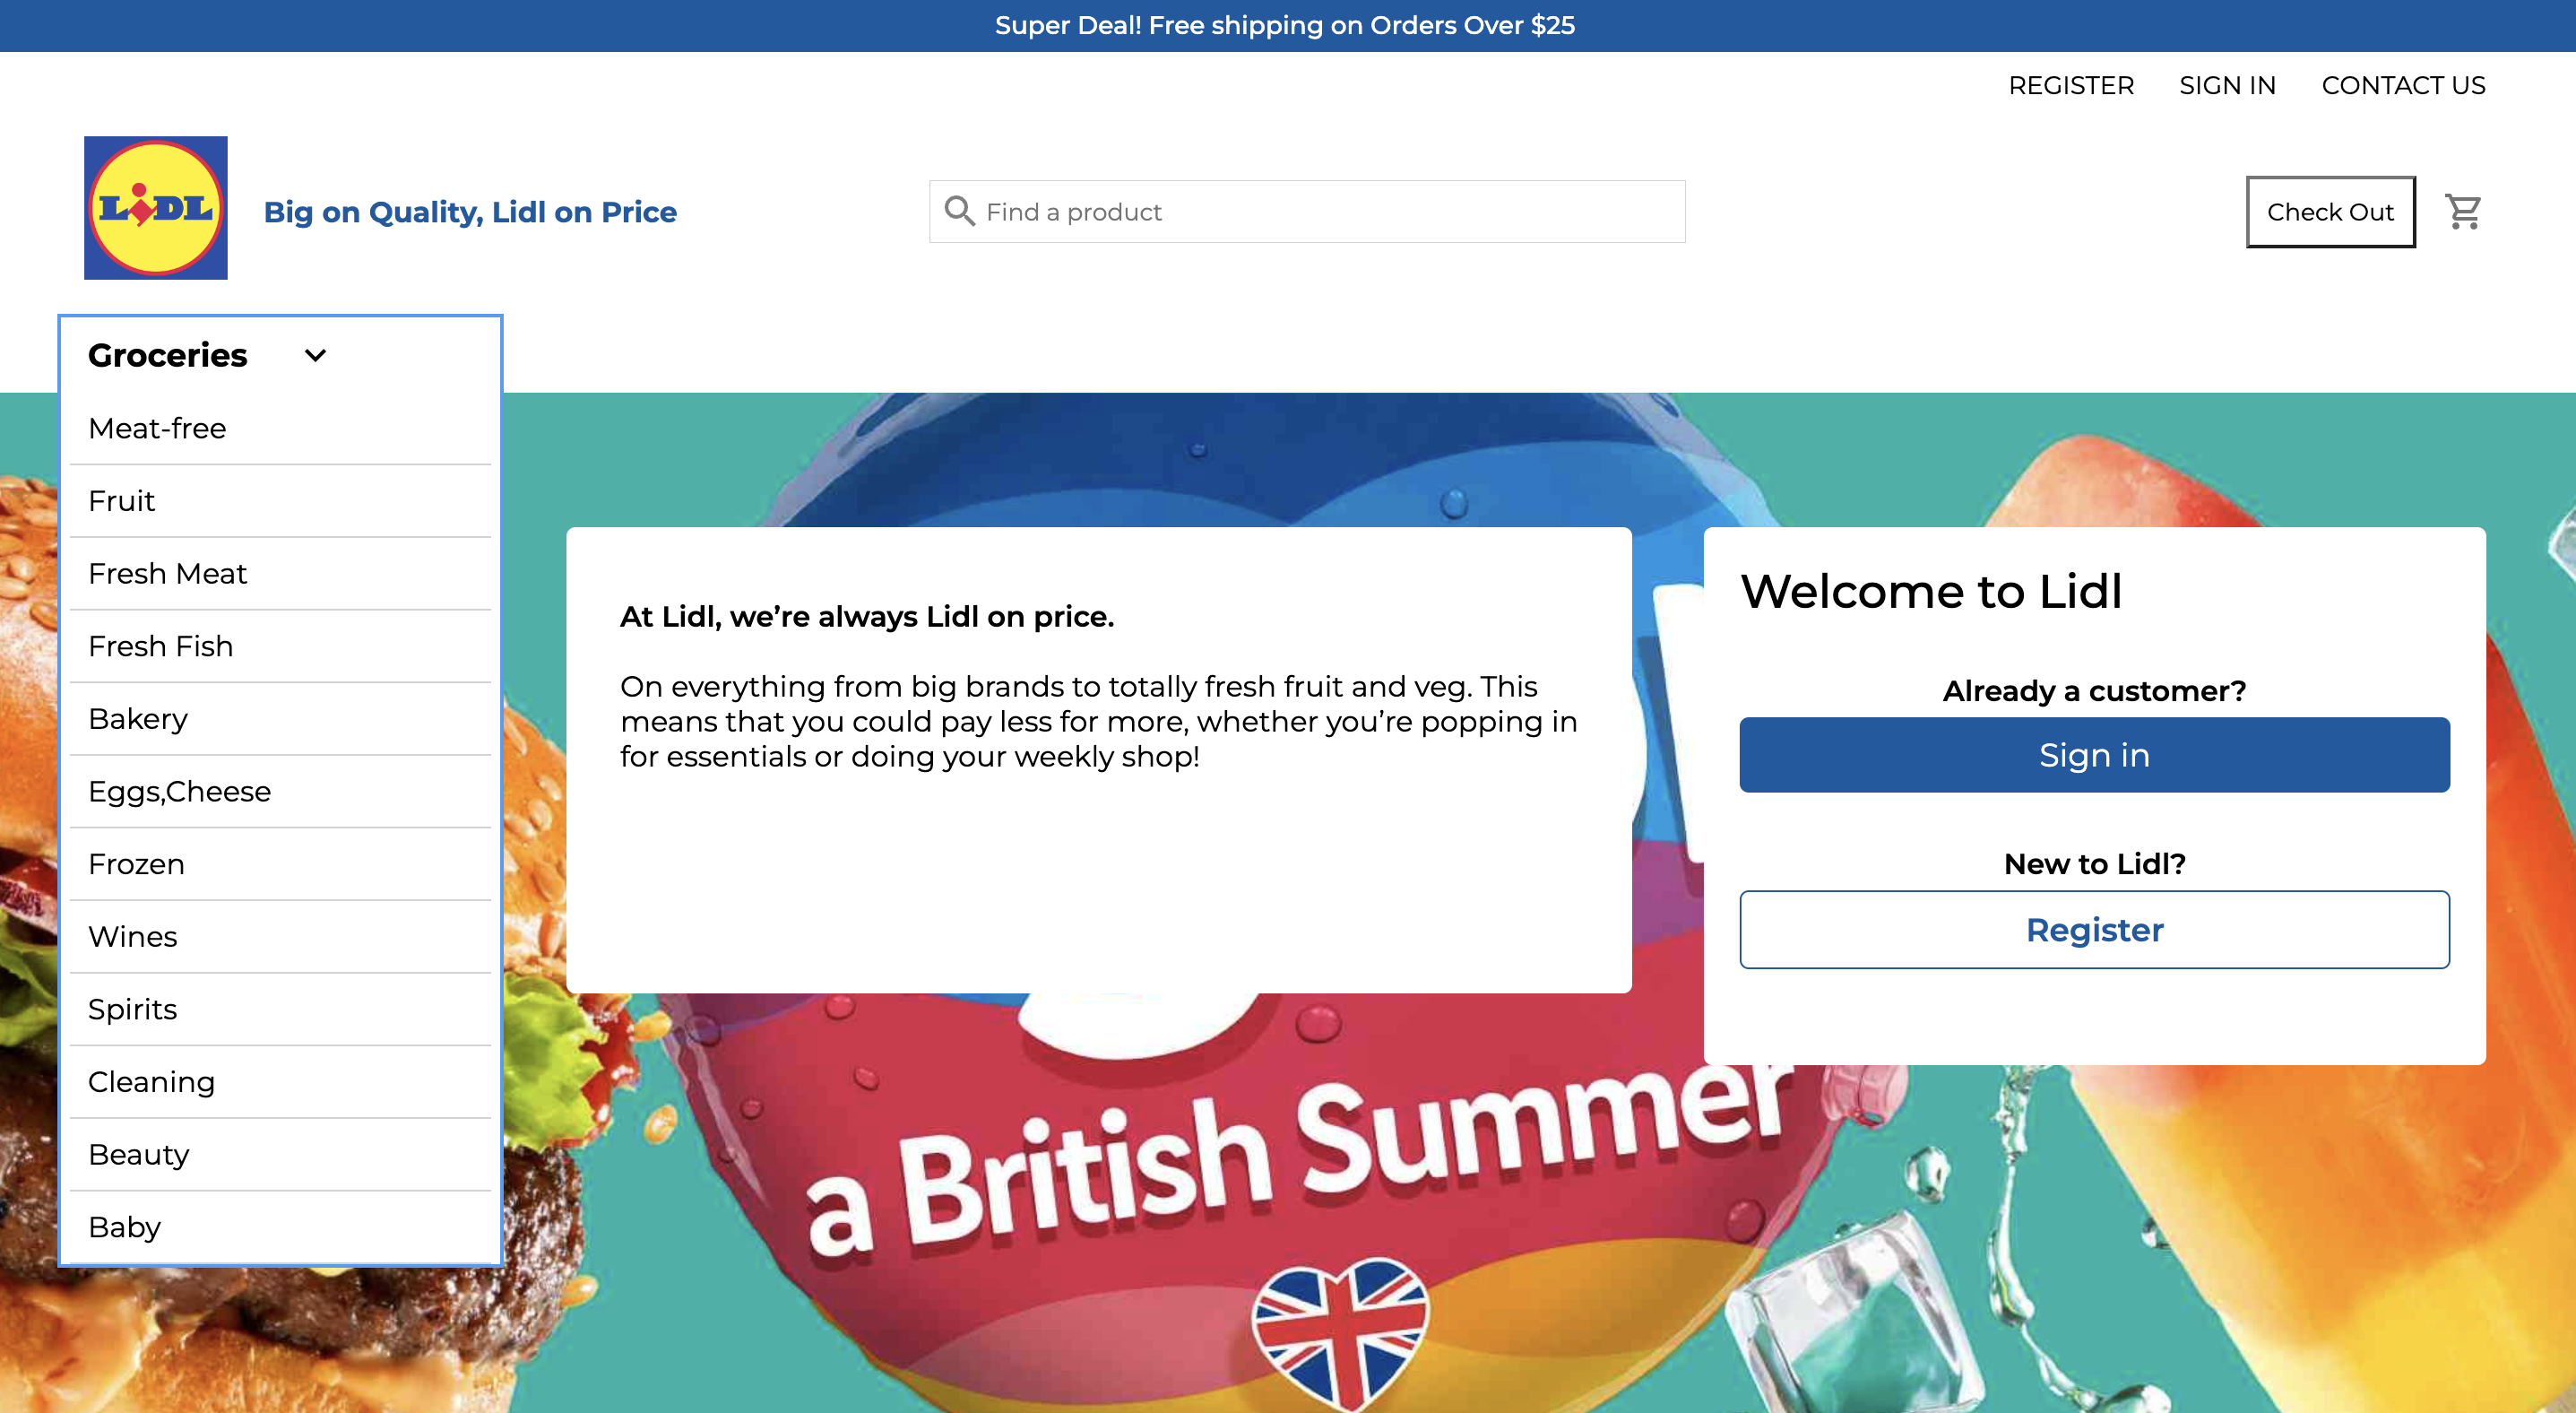 Super Deal! Free shipping on Orders Over $25
REGISTER SIGN IN CONTACT US
LiDL
Big on Quality, Lidl on Price
Find a product
Check Out
Groceries
Meat-free
Fruit
Fresh Meat
Fresh Fish
Bakery
Eggs,Cheese
Frozen
Wines
Spirits
Cleaning
Beauty
Baby
At Lidl, we’re always Lidl on price.
On everything from big brands to totally fresh fruit and veg. This
means that you could pay less for more, whether you’re popping in
for essentials or doing your weekly shop!
Welcome to Lidl
Already a customer?
Sign in
New to Lidl?
Register
a British Summer